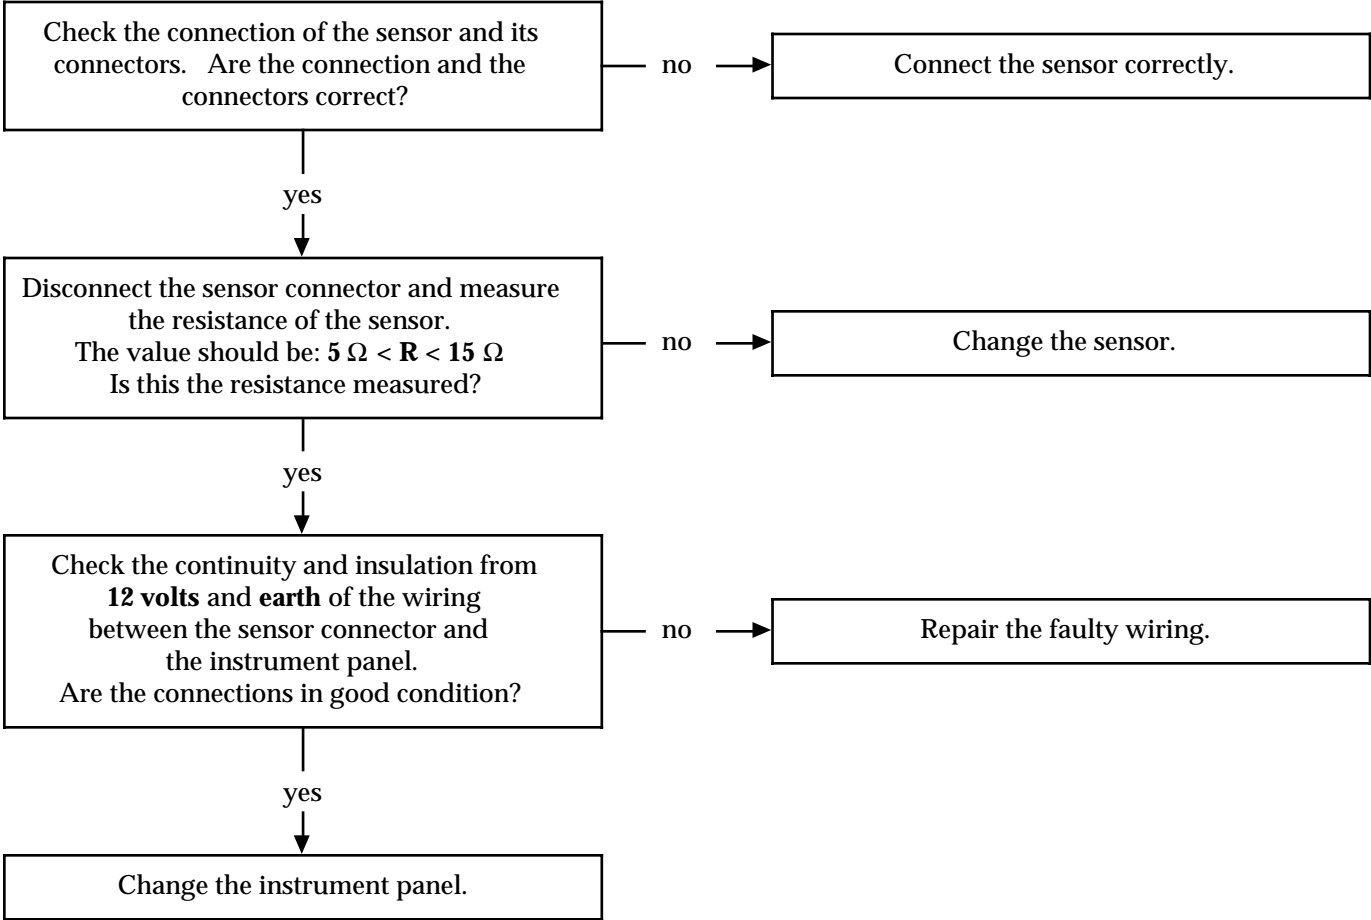 Check the connection of the sensor and its
connectors. Are the connection and the
connectors correct?
no
Connect the sensor correctly.
yes
Disconnect the sensor connector and measure
the resistance of the sensor.
The value should be: 5 Ω < R < 15 Ω
Is this the resistance measured?
no
Change the sensor.
yes
Check the continuity and insulation from
12 volts and earth of the wiring
between the sensor connector and
the instrument panel.
Are the connections in good condition?
no
Repair the faulty wiring.
yes
Change the instrument panel.